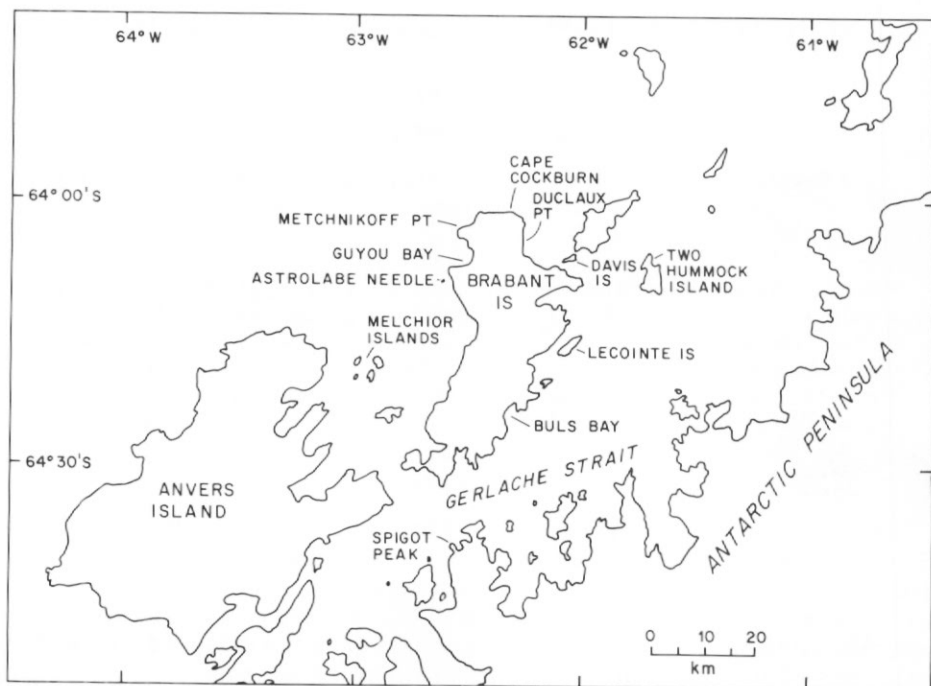 64°W
63°W
62°W
61°W
CAPE
COCKBURN
64°00'S
DUCLAUX
PT
METCHNIKOFF PT
GUYOU BAY
DAVIS
IS
TWO
HUMMOCK
ISLAND
ASTROLABE NEEDLE
BRABANT
IS
MELCHIOR
ISLANDS
LECOINTE IS
BULS BAY
64°30'S
GERLACHE STRAIT
ANTARCTIC PENINSULA
ANVERS
ISLAND
SPIGOT
PEAK
0 10 20
km